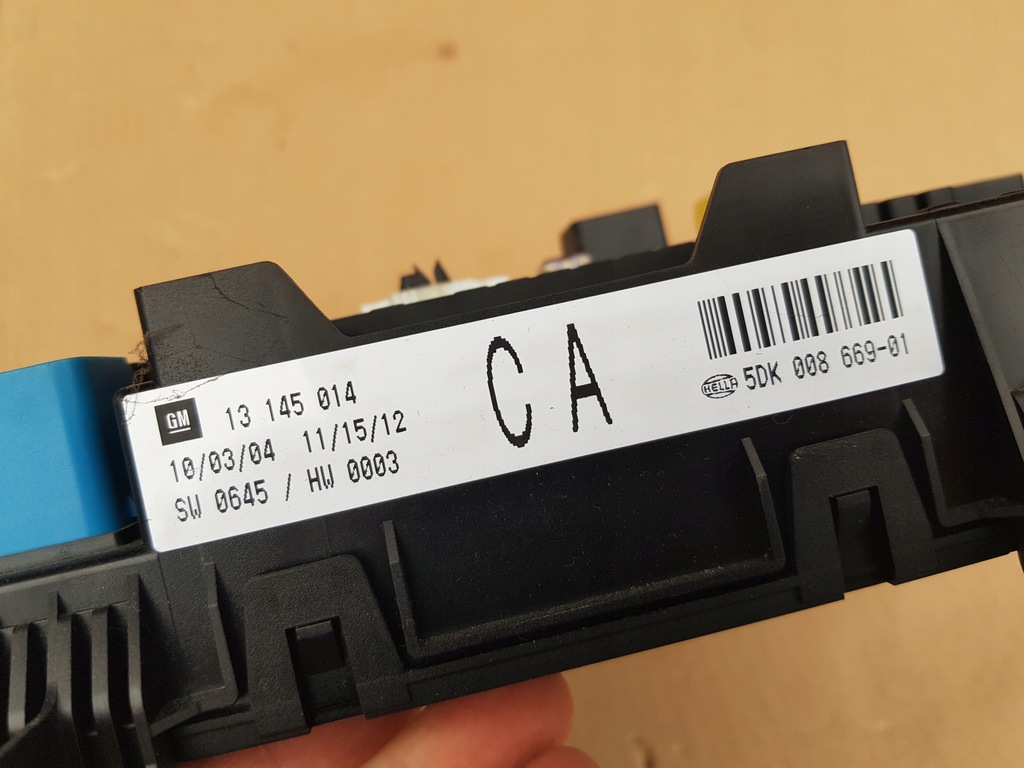 GM 13 145 014
10/03/04 11/15/12
SW 0645 / HW 0003
CA
HELLA 5DK 008 669-01